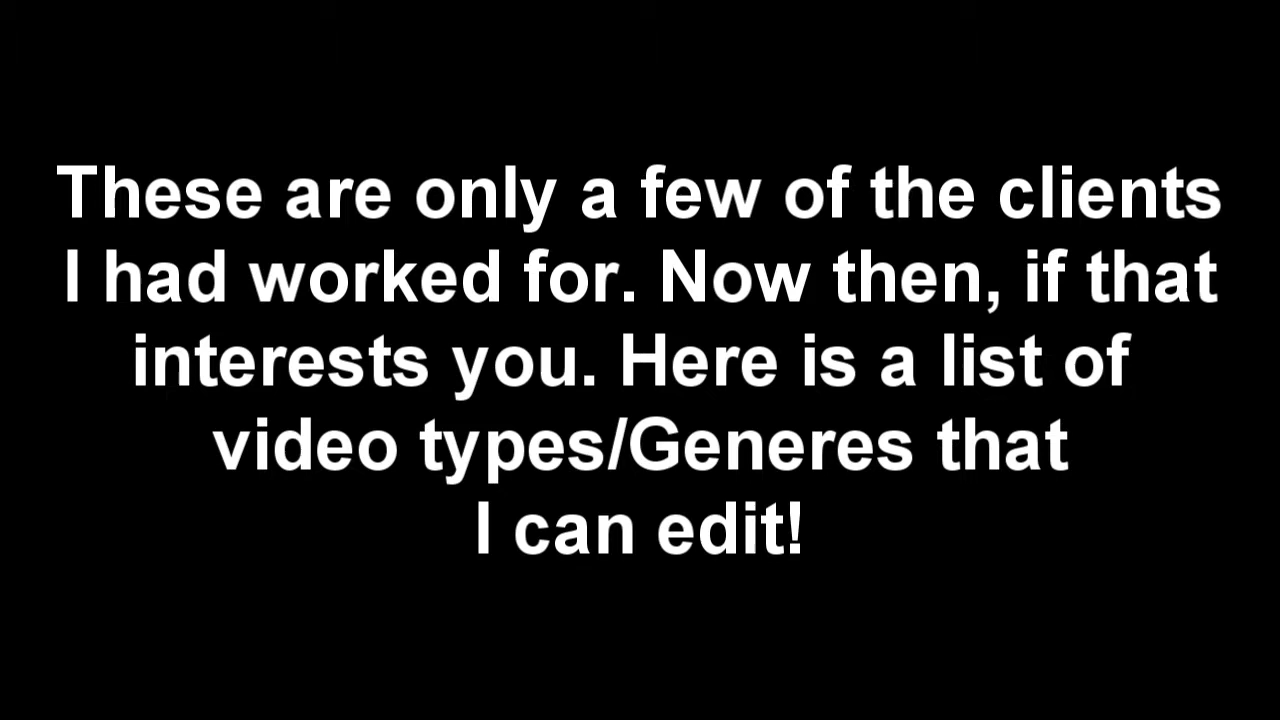 These are only a few of the clients
I had worked for. Now then, if that
interests you. Here is a list of
video types/Generes that
I can edit!